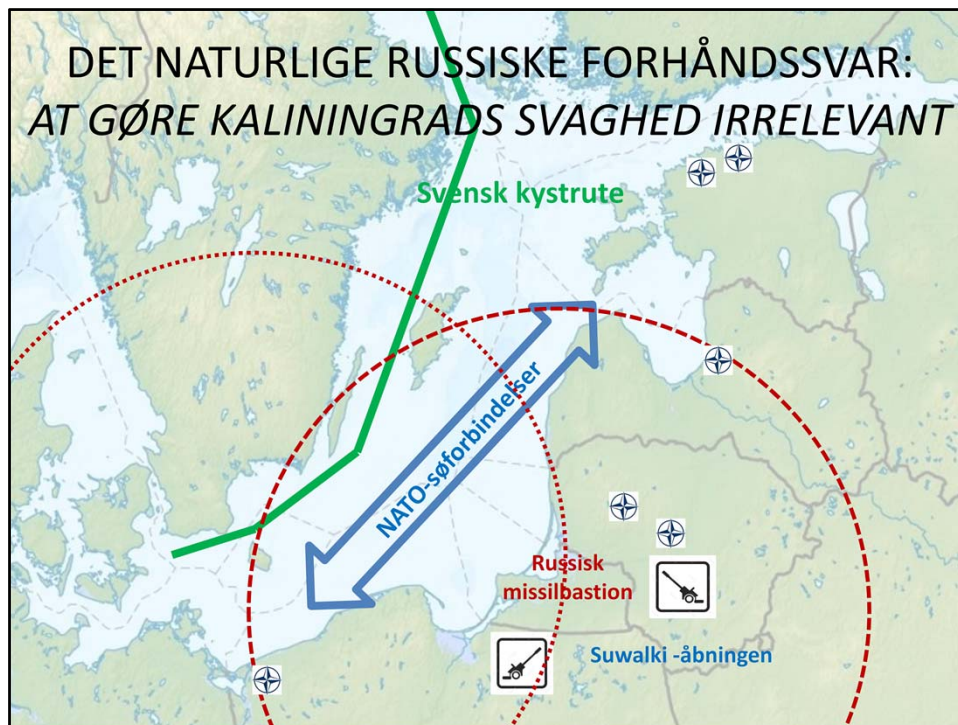 DET NATURLIGE RUSSISKE FORHÅNDSSVAR:
AT GØRE KALININGRADS SVAGHED IRRELEVANT
Svensk kystrute
NATO-søforbindelser
Russisk
missilbastion
Suwalki -åbningen